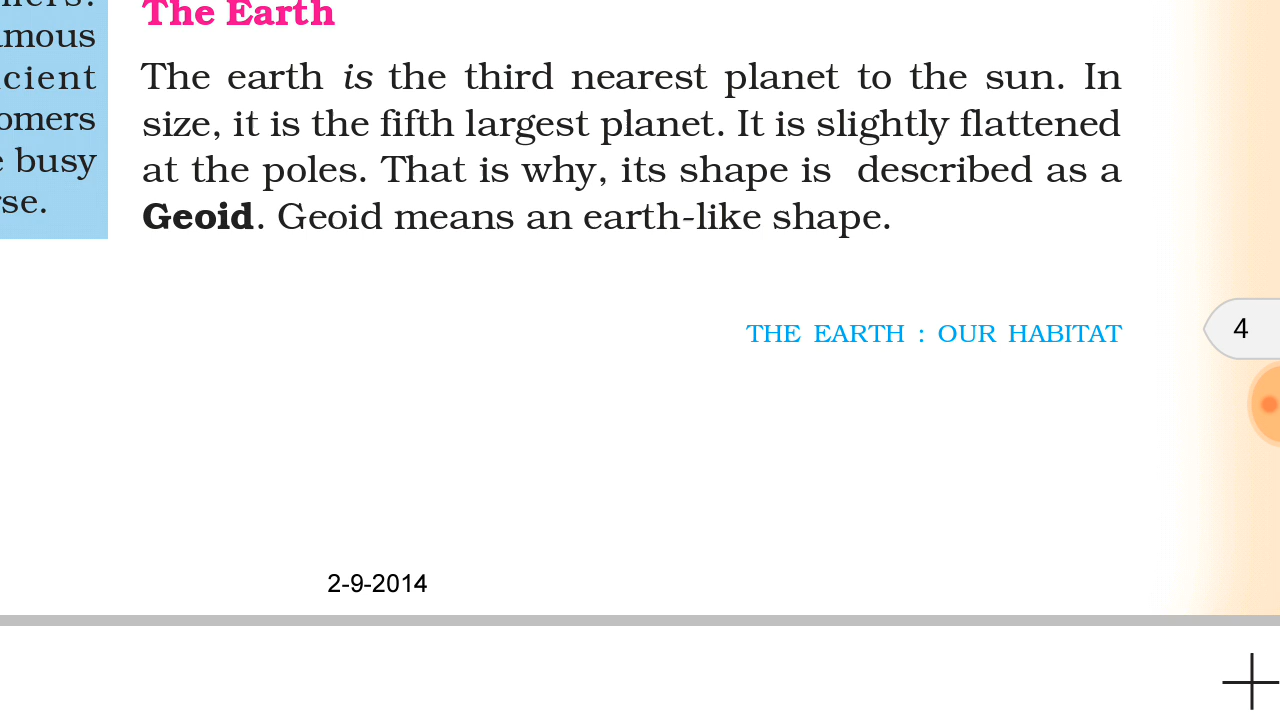 amous
busy
The Earth
The earth is the third nearest planet to the sun. In
size, it is the fifth largest planet. It is slightly flattened
at the poles. That is why, its shape is described as a
Geoid. Geoid means an earth-like shape.
THE EARTH : OUR HABITAT
4
2-9-2014